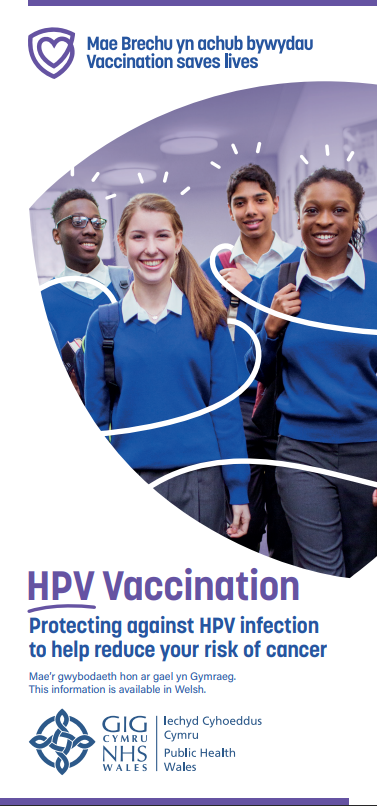 Mae Brechu yn achub bywydau
Vaccination saves lives
HPV Vaccination
Protecting against HPV infection
to help reduce your risk of cancer
Mae'r gwybodaeth hon ar gael yn Gymraeg.
This information is available in Welsh.
GIG
CYMRU
NHS
WALES
Iechyd Cyhoeddus
Cymru
Public Health
Wales